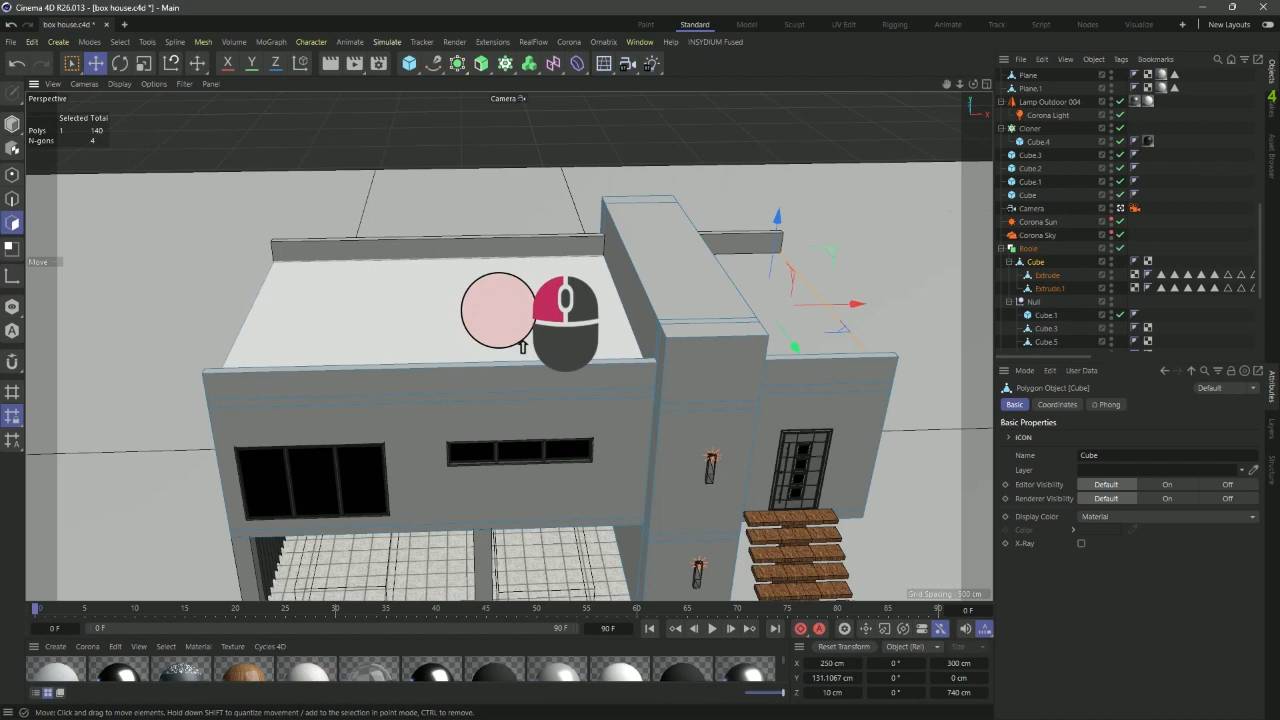 Cinema 4D R26.013 - [box house.c4d *] - Main
box house.c4d *
Paint
Standard
Model
Sculpt
UV Edit
Rigging
Animate
Track
Script
Nodes
Visualize
New Layouts
File Edit Create Modes Select Tools Spline Mesh Volume MoGraph Character Animate Simulate Tracker Render Extensions RealFlow Corona Ornatrix Window Help INSYDIUM Fused
X Y Z
File Edit View Object Tags Bookmarks
View Cameras Display Options Filter Panel
Perspective
Camera
Selected Total
Polys 1 140
N-gons 4
Move
Grid Spacing : 500 cm
Plane
Plane.1
Lamp Outdoor 004
Corona Light
Cloner
Cube.4
Cube.3
Cube.2
Cube.1
Cube
Camera
Corona Sun
Corona Sky
Boole
Cube
Extrude
Extrude.1
Null
Cube.1
Cube.3
Cube.5
Objects
Asset Browser
Attributes
Layers
Structure
Mode Edit User Data
Polygon Object [Cube]
Default
Basic
Coordinates
Phong
Basic Properties
ICON
Name Cube
Layer
Editor Visibility Default On Off
Renderer Visibility Default On Off
Display Color Material
Color
X-Ray
0 5 10 15 20 25 30 35 40 45 50 55 60 65 70 75 80 85 90 0 F
0 F 0 F 90 F 90 F
Create Corona Edit View Select Material Texture Cycles 4D
Reset Transform Object (Rel) Size
X 250 cm 0 ° 300 cm
Y 131.1067 cm 0 ° 0 cm
Z 10 cm 0 ° 740 cm
Move: Click and drag to move elements. Hold down SHIFT to quantize movement / add to the selection in point mode, CTRL to remove.